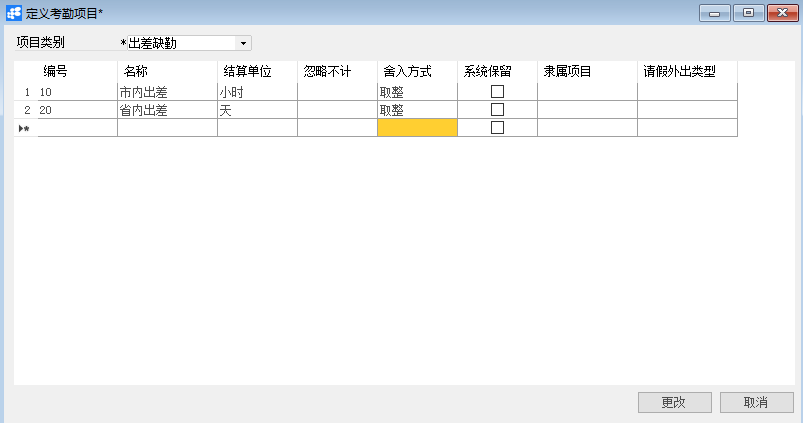 定义考勤项目*
项目类别 *出差缺勤
编号 名称 结算单位 忽略不计 舍入方式 系统保留 隶属项目 请假外出类型
1 10 市内出差 小时 取整
2 20 省内出差 天 取整
更改 取消